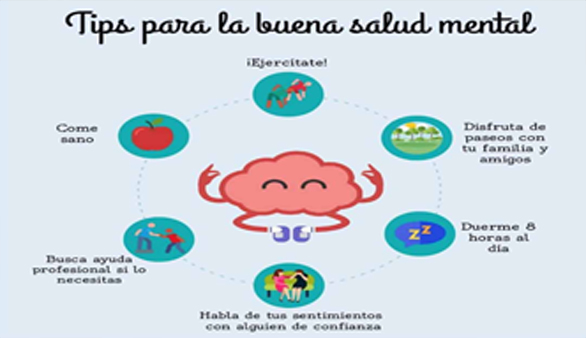 Tips para la buena salud mental
¡Ejercítate!
Disfruta de
paseos con
tu familia y
amigos
Duerme 8
horas al
día
Habla de tus sentimientos
con alguien de confianza
Busca ayuda
profesional si lo
necesitas
Come
sano
zz